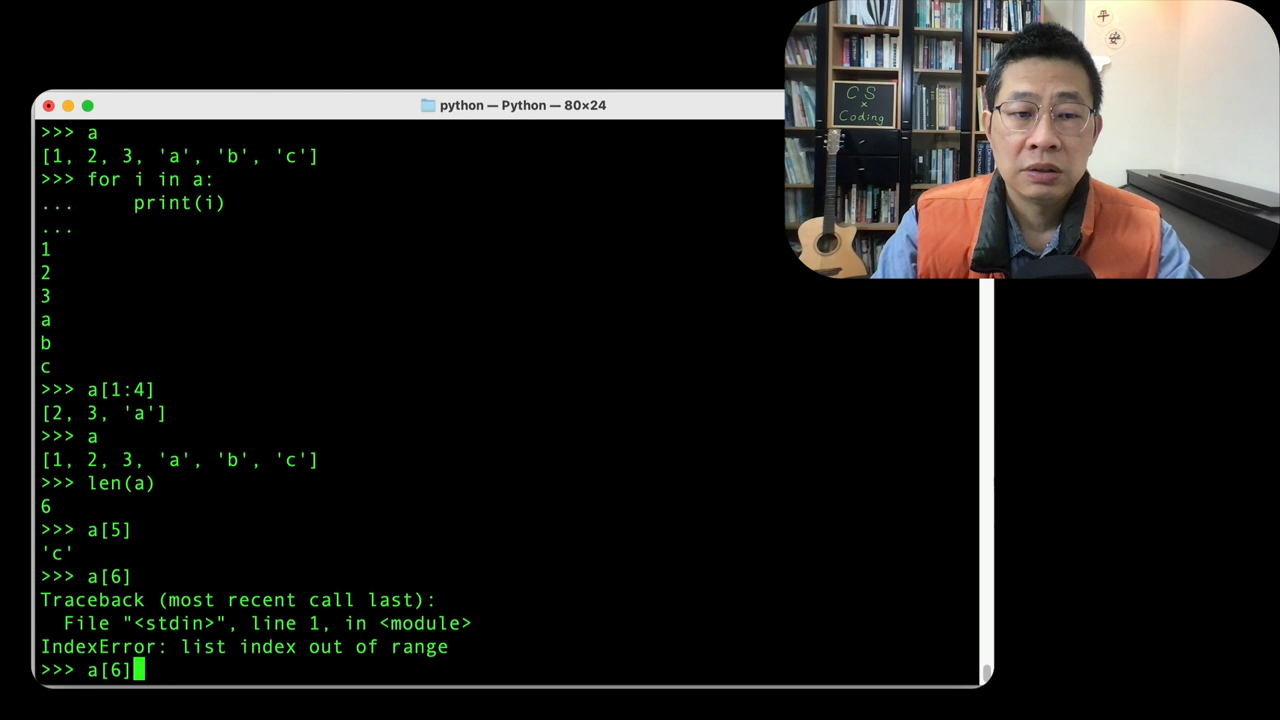 python — Python — 80×24
>>> a
[1, 2, 3, 'a', 'b', 'c']
>>> for i in a:
...     print(i)
...
1
2
3
a
b
c
>>> a[1:4]
[2, 3, 'a']
>>> a
[1, 2, 3, 'a', 'b', 'c']
>>> len(a)
6
>>> a[5]
'c'
>>> a[6]
Traceback (most recent call last):
  File "<stdin>", line 1, in <module>
IndexError: list index out of range
>>> a[6]
CS
x
Coding
平
安